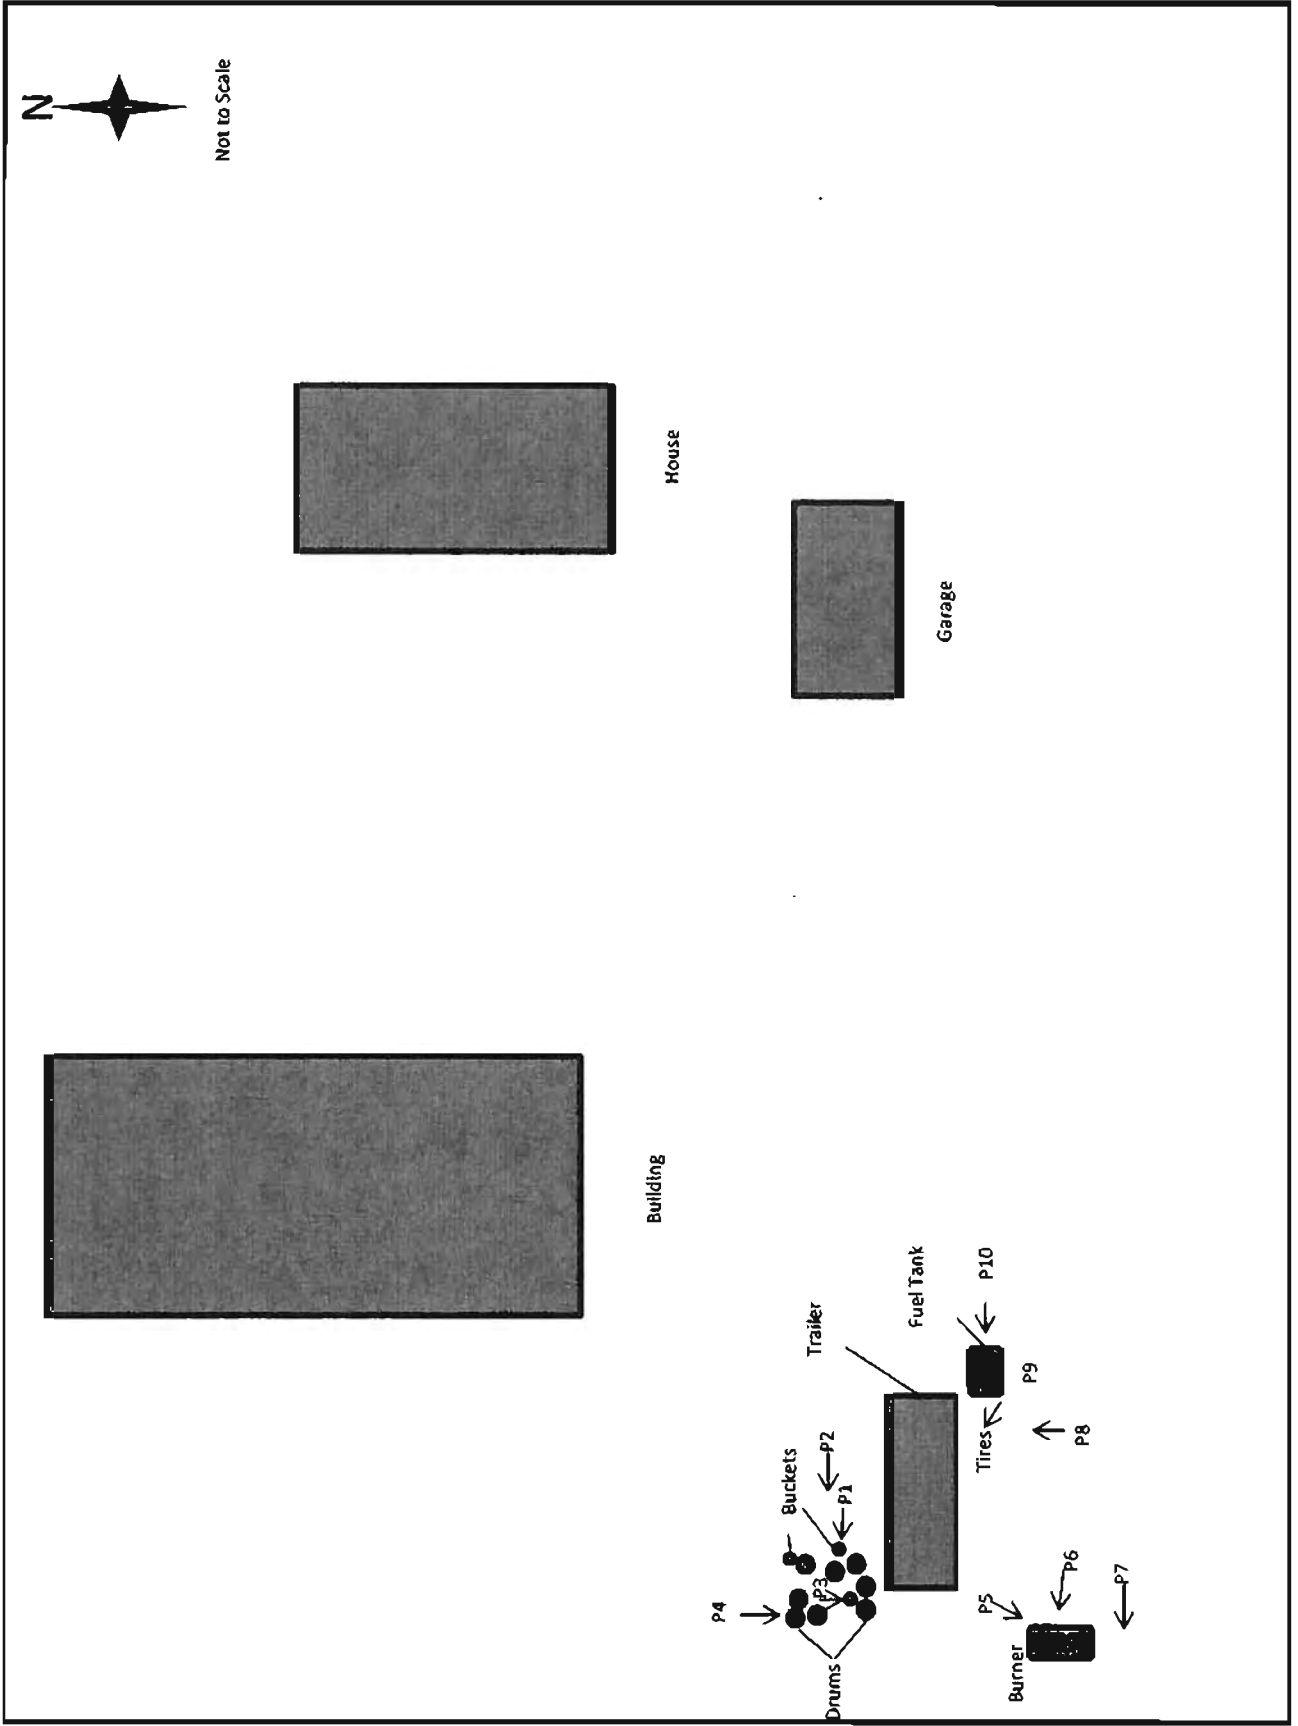 N
Not to Scale
House
Garage
Building
Trailer
Fuel Tank
P10
P9
Tires
P8
Buckets
P2
P1
P3
P4
Drums
P5
P6
P7
Burner